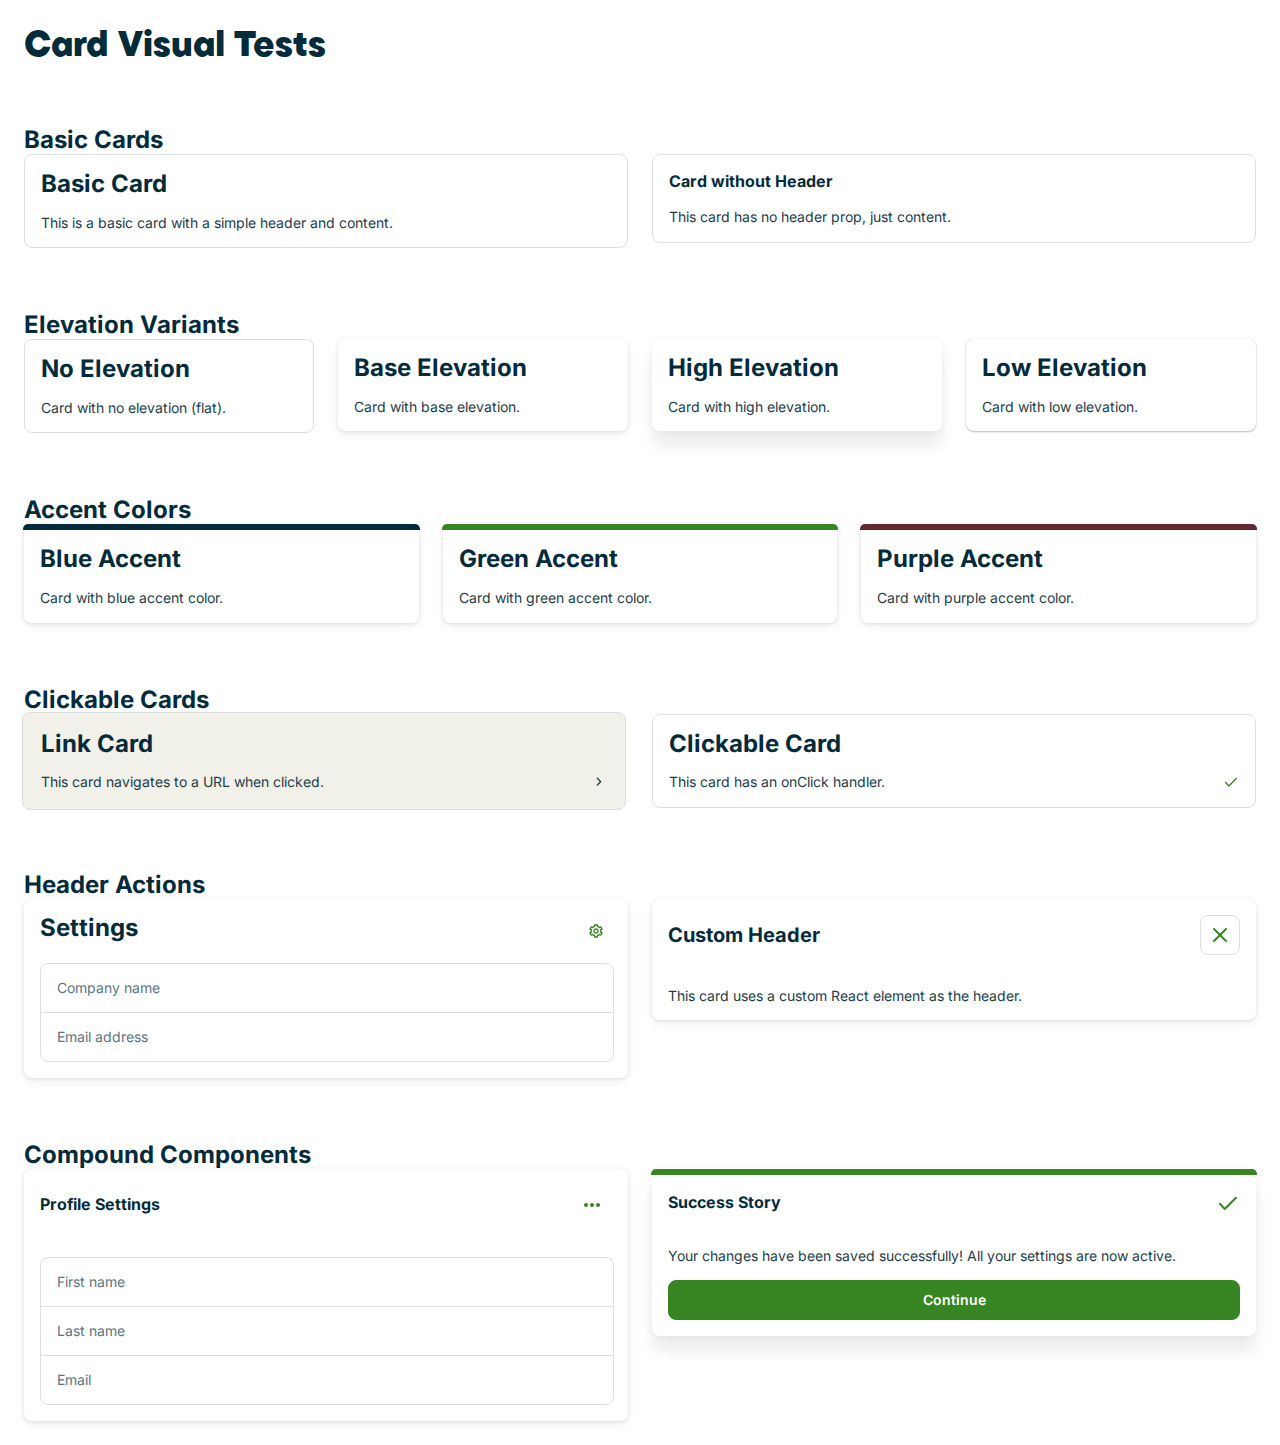 Card Visual Tests
Basic Cards
Basic Card
This is a basic card with a simple header and content.
Card without Header
This card has no header prop, just content.
Elevation Variants
No Elevation
Card with no elevation (flat).
Base Elevation
Card with base elevation.
High Elevation
Card with high elevation.
Low Elevation
Card with low elevation.
Accent Colors
Blue Accent
Card with blue accent color.
Green Accent
Card with green accent color.
Purple Accent
Card with purple accent color.
Clickable Cards
Link Card
This card navigates to a URL when clicked.
Clickable Card
This card has an onClick handler.
Header Actions
Settings
Company name
Email address
Custom Header
This card uses a custom React element as the header.
Compound Components
Profile Settings
First name
Last name
Email
Success Story
Your changes have been saved successfully! All your settings are now active.
Continue